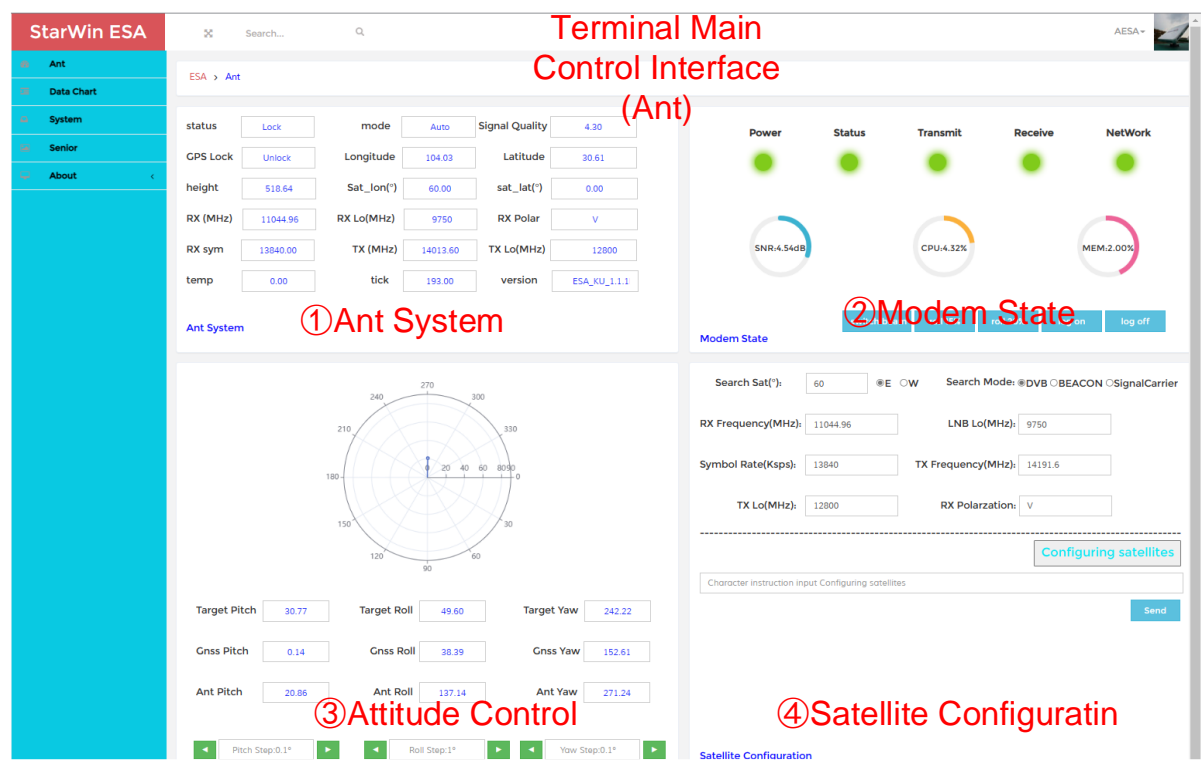 StarWin ESA
Search...
Terminal Main
Control Interface
(Ant)
AESA
Ant
Data Chart
System
Senior
About
ESA > Ant
status Lock mode Auto Signal Quality 4.30
GPS Lock Unlock Longitude 104.03 Latitude 30.61
height 518.64 Sat_lon(°) 60.00 sat_lat(°) 0.00
RX (MHz) 11044.96 RX Lo(MHz) 9750 RX Polar V
RX sym 13840.00 TX (MHz) 14013.60 TX Lo(MHz) 12800
temp 0.00 tick 193.00 version ESA_KU_1.1.1
①Ant System
Ant System
Power Status Transmit Receive NetWork
SNR:4.54dB CPU:4.32% MEM:2.00%
②Modem State
log off
Modem State
270
240 300
210 330
180 0 20 40 60 80 90 0
150 30
120 60
90
Target Pitch 30.77 Target Roll 49.60 Target Yaw 242.22
Gnss Pitch 0.14 Gnss Roll 38.39 Gnss Yaw 152.61
Ant Pitch 20.86 Ant Roll 137.14 Ant Yaw 271.24
③Attitude Control
Pitch Step:0.1° Roll Step:1° Yaw Step:0.1°
Search Sat(°): 60 E W Search Mode: DVB BEACON SignalCarrier
RX Frequency(MHz): 11044.96 LNB Lo(MHz): 9750
Symbol Rate(Ksps): 13840 TX Frequency(MHz): 14191.6
TX Lo(MHz): 12800 RX Polarzation: V
Configuring satellites
Character instruction input Configuring satellites
Send
④Satellite Configuratin
Satellite Configuration